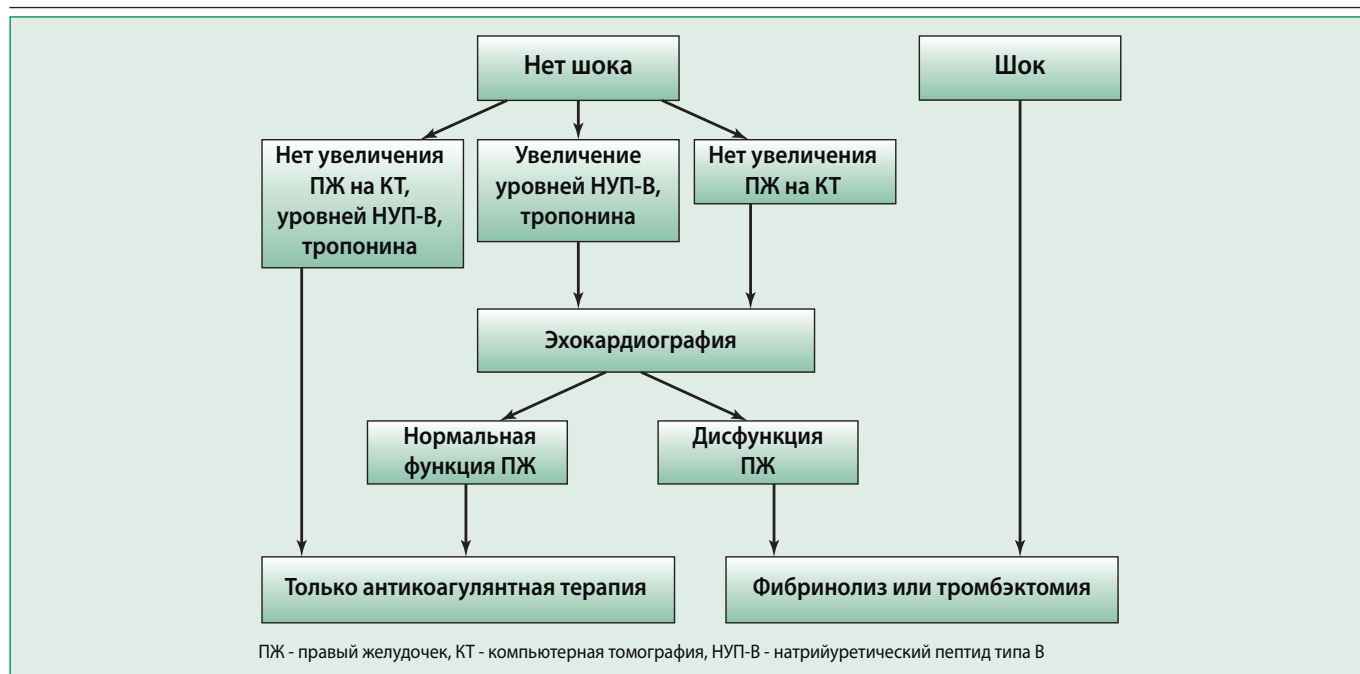 Нет шока
Шок
Нет увеличения
ПЖ на КТ,
уровней НУП-В,
тропонина
Увеличение
уровней НУП-В,
тропонина
Нет увеличения
ПЖ на КТ
Эхокардиография
Нормальная
функция ПЖ
Дисфункция
ПЖ
Только антикоагулянтная терапия
Фибринолиз или тромбэктомия
ПЖ - правый желудочек, КТ - компьютерная томография, НУП-В - натрийуретический пептид типа В